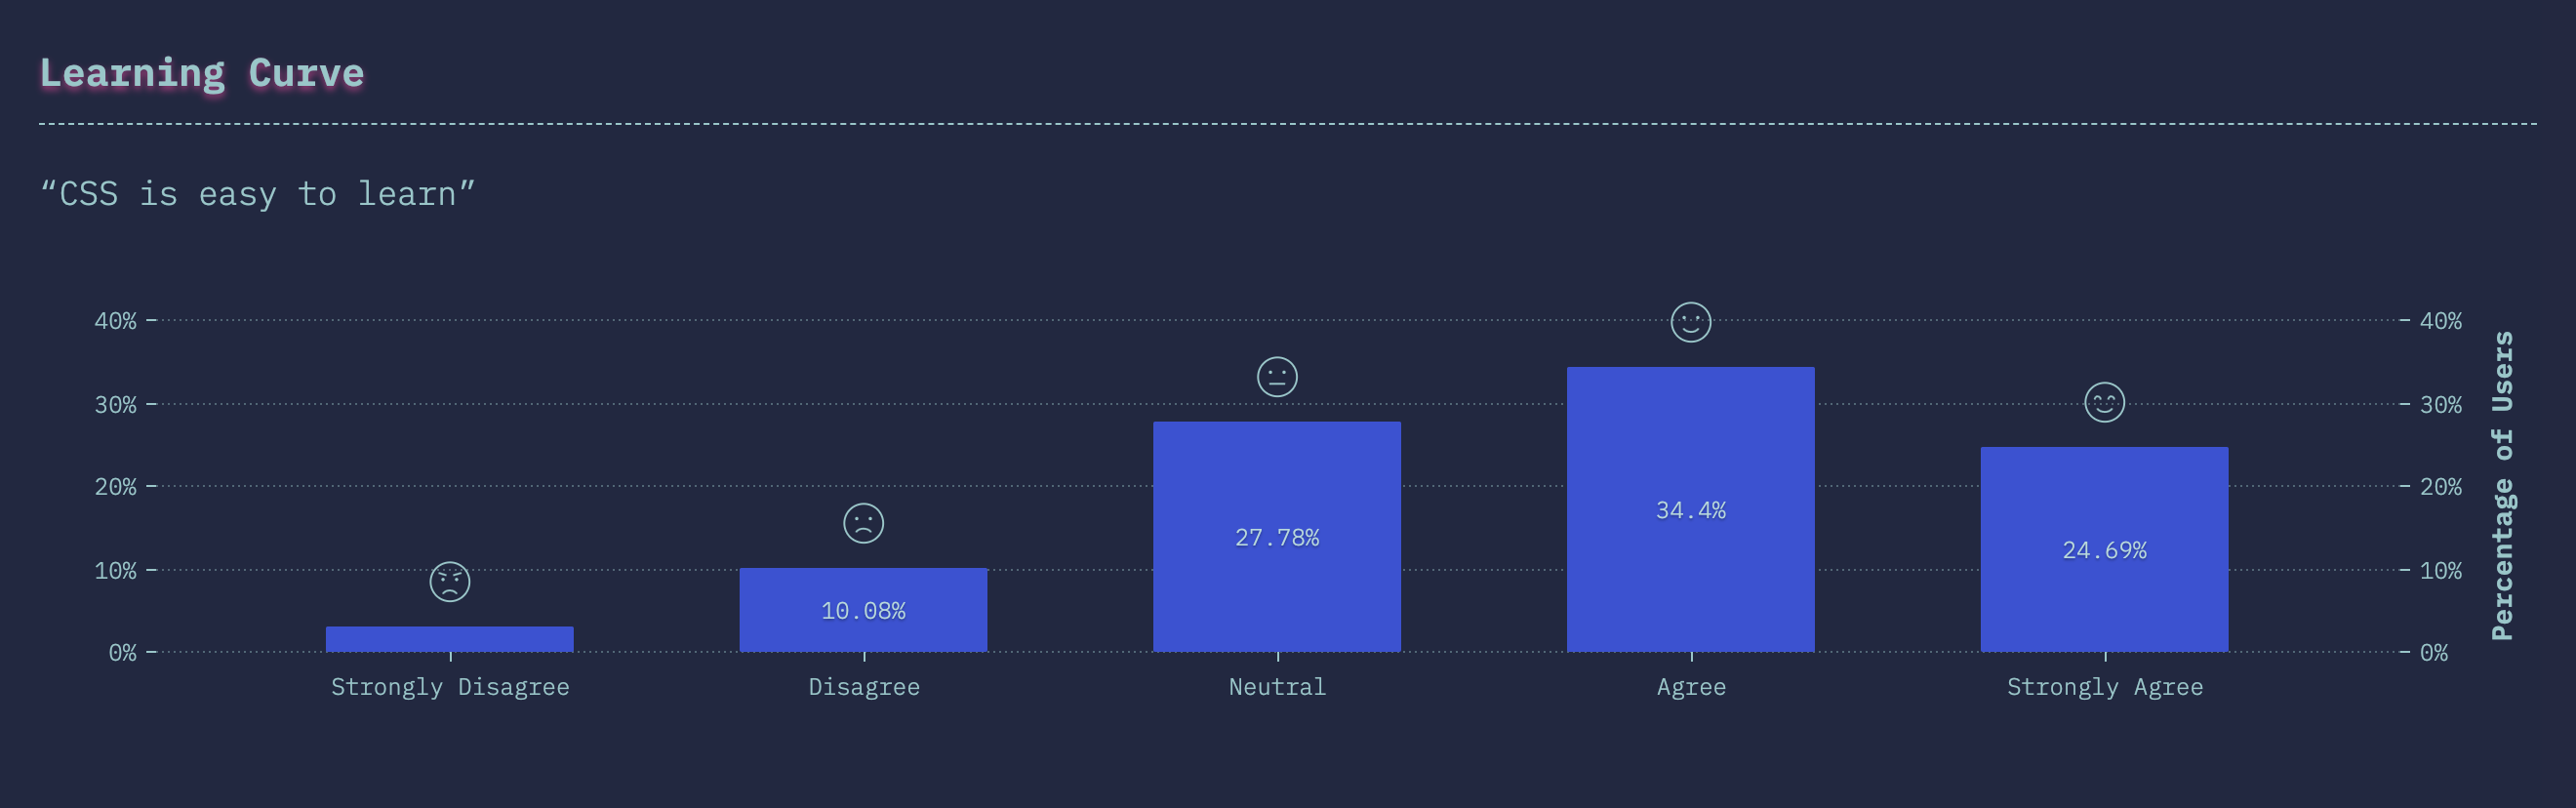 Learning Curve
“CSS is easy to learn”
40%
30%
20%
10%
0%
10.08%
27.78%
34.4%
24.69%
40%
30%
20%
10%
0%
Percentage of Users
Strongly Disagree
Disagree
Neutral
Agree
Strongly Agree